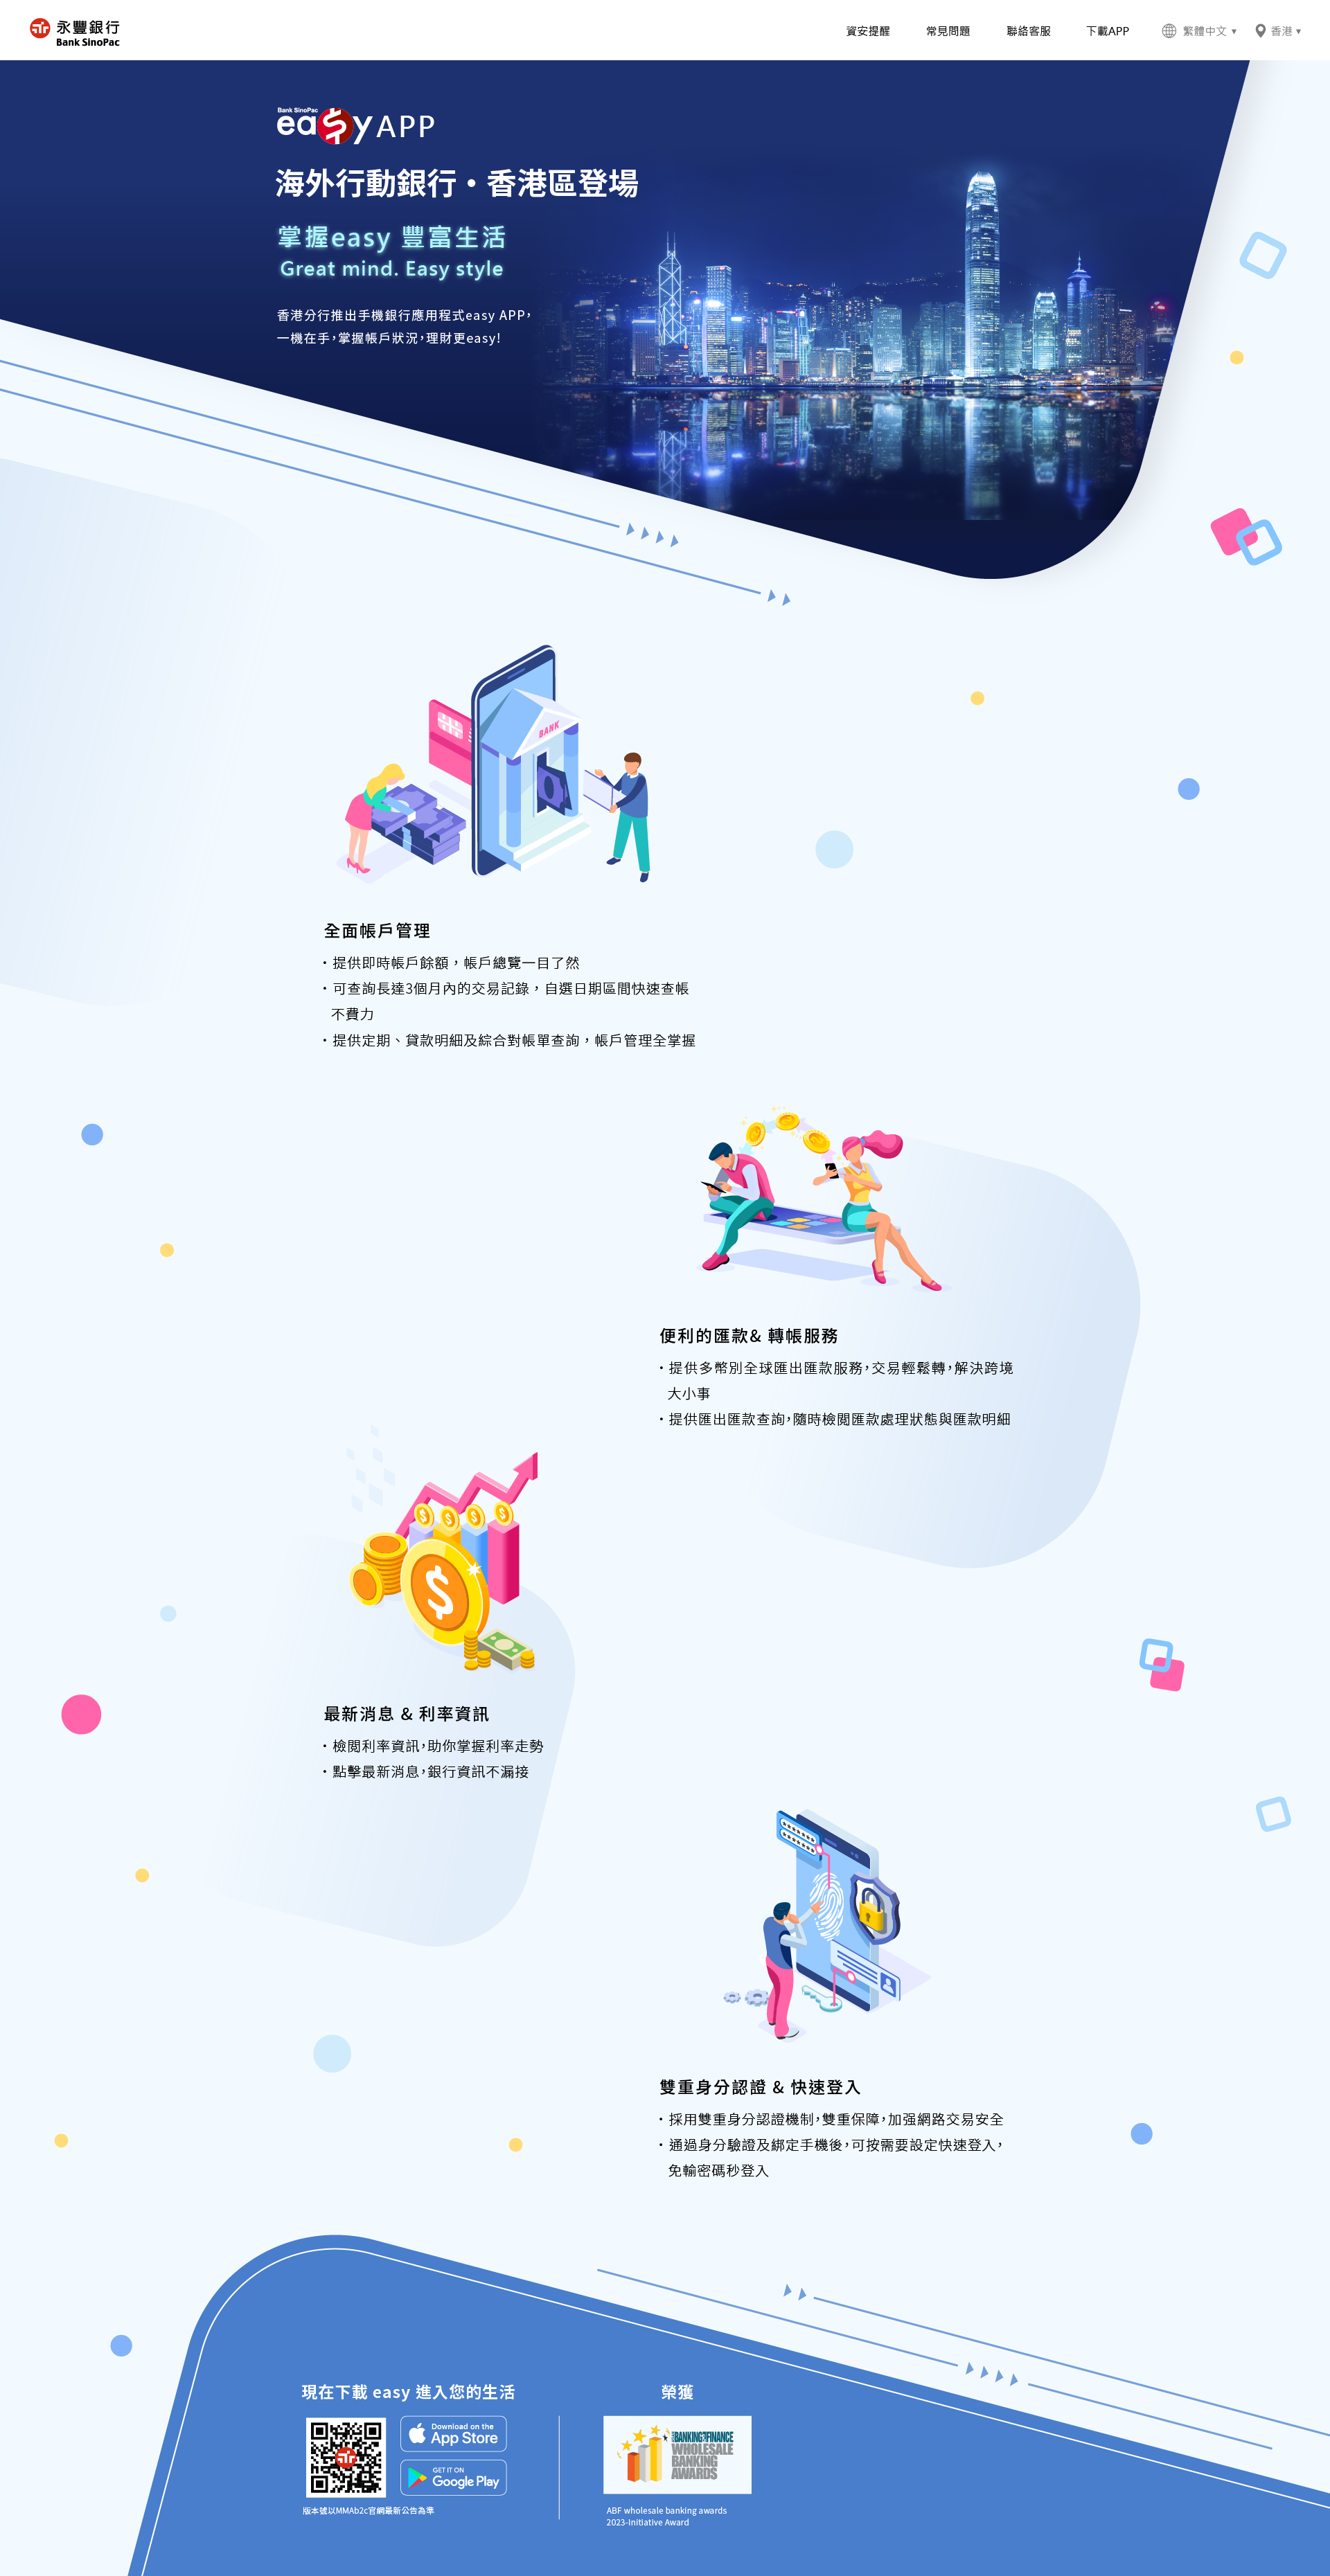 永豐銀行
Bank SinoPac
資安提醒
常見問題
聯絡客服
下載APP
繁體中文
香港
Bank SinoPac
easy APP
海外行動銀行・香港區登場
掌握easy 豐富生活
Great mind. Easy style
香港分行推出手機銀行應用程式easy APP，
一機在手，掌握帳戶狀況，理財更easy!
BANK
全面帳戶管理
・提供即時帳戶餘額，帳戶總覽一目了然
・可查詢長達3個月內的交易記錄，自選日期區間快速查帳
不費力
・提供定期、貸款明細及綜合對帳單查詢，帳戶管理全掌握
便利的匯款& 轉帳服務
・提供多幣別全球匯出匯款服務，交易輕鬆轉，解決跨境
大小事
・提供匯出匯款查詢，隨時檢閱匯款處理狀態與匯款明細
最新消息 & 利率資訊
・檢閱利率資訊，助你掌握利率走勢
・點擊最新消息，銀行資訊不漏接
雙重身分認證 & 快速登入
・採用雙重身分認證機制，雙重保障，加强網路交易安全
・通過身分驗證及綁定手機後，可按需要設定快速登入，
免輸密碼秒登入
現在下載 easy 進入您的生活
Download on the
App Store
GET IT ON
Google Play
版本號以MMAb2c官網最新公告為準
榮獲
BANKING & FINANCE
WHOLESALE
BANKING
AWARDS
ABF wholesale banking awards
2023-Initiative Award